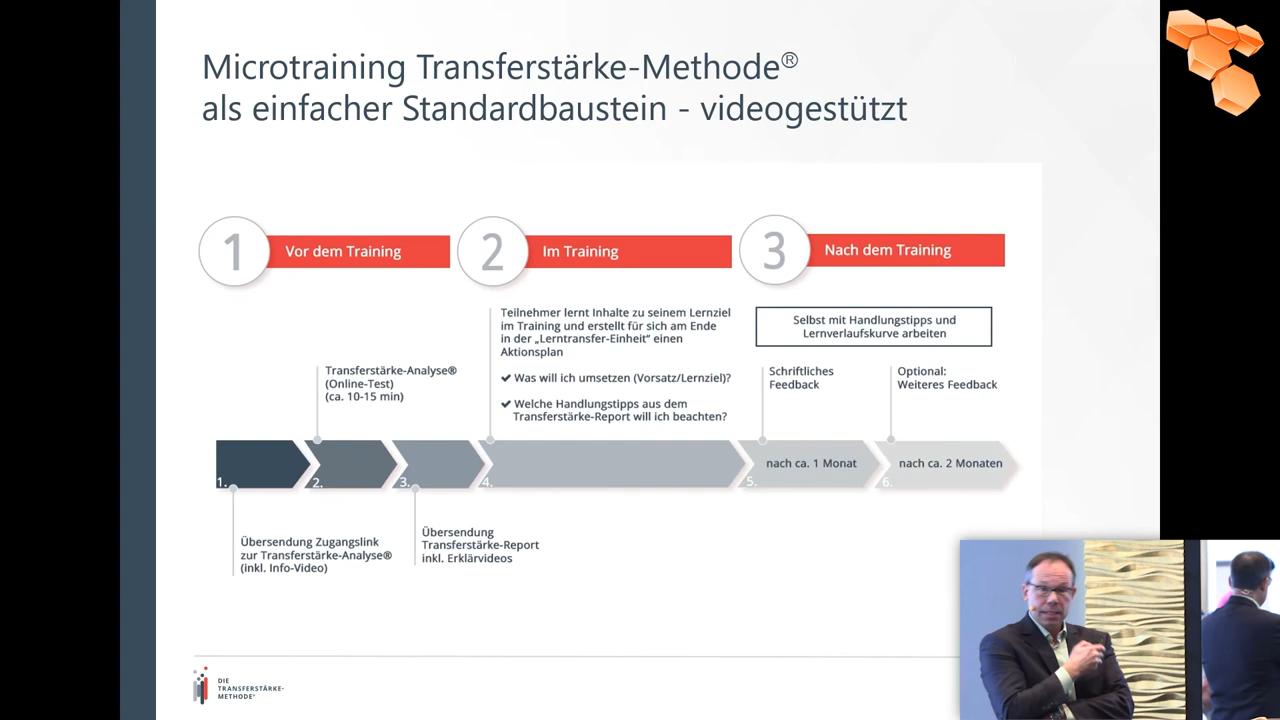 Microtraining Transferstärke-Methode®
als einfacher Standardbaustein - videogestützt
1
Vor dem Training
2
Im Training
3
Nach dem Training
Teilnehmer lernt Inhalte zu seinem Lernziel
im Training und erstellt für sich am Ende
in der „Lerntransfer-Einheit“ einen
Aktionsplan
✔ Was will ich umsetzen (Vorsatz/Lernziel)?
✔ Welche Handlungstipps aus dem
Transferstärke-Report will ich beachten?
Selbst mit Handlungstipps und
Lernverlaufskurve arbeiten
Transferstärke-Analyse®
(Online-Test)
(ca. 10-15 min)
Schriftliches
Feedback
Optional:
Weiteres Feedback
1.
2.
3.
4.
5.
nach ca. 1 Monat
6.
nach ca. 2 Monaten
Übersendung Zugangslink
zur Transferstärke-Analyse®
(inkl. Info-Video)
Übersendung
Transferstärke-Report
inkl. Erklärvideos
DIE
TRANSFERSTÄRKE-
METHODE®